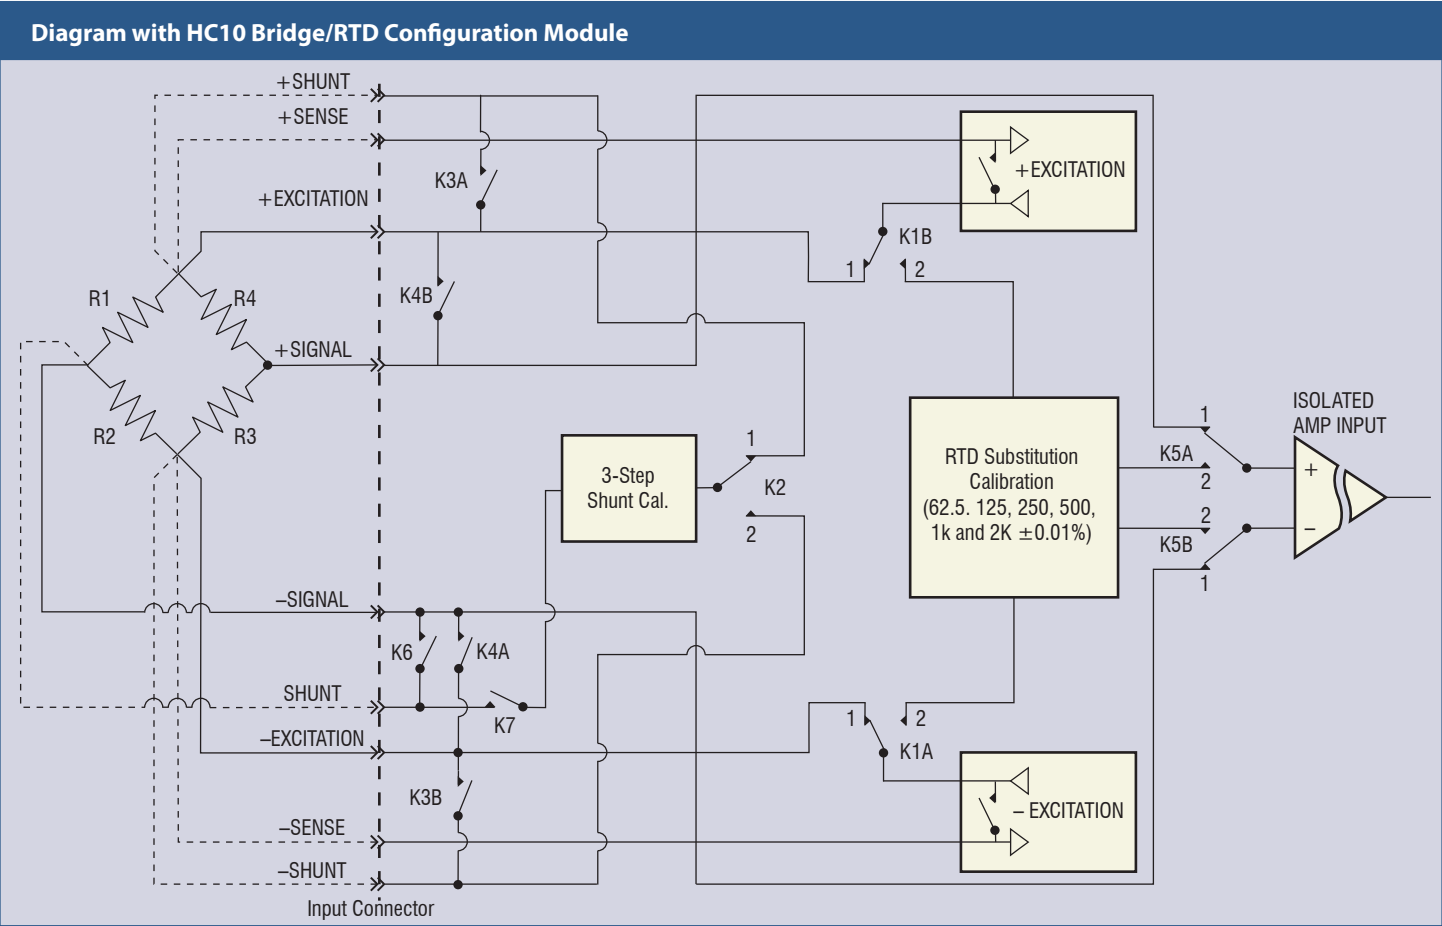 Diagram with HC10 Bridge/RTD Configuration Module
+SHUNT
+SENSE
+EXCITATION
K3A
K4B
+EXCITATION
K1B
1
2
R1
R4
+SIGNAL
R2
R3
3-Step
Shunt Cal.
1
K2
2
RTD Substitution
Calibration
(62.5. 125, 250, 500,
1k and 2K ±0.01%)
ISOLATED
AMP INPUT
1
K5A
2
+
2
K5B
–
1
–SIGNAL
K6
K4A
SHUNT
K7
–EXCITATION
1
2
K1A
K3B
– EXCITATION
–SENSE
–SHUNT
Input Connector